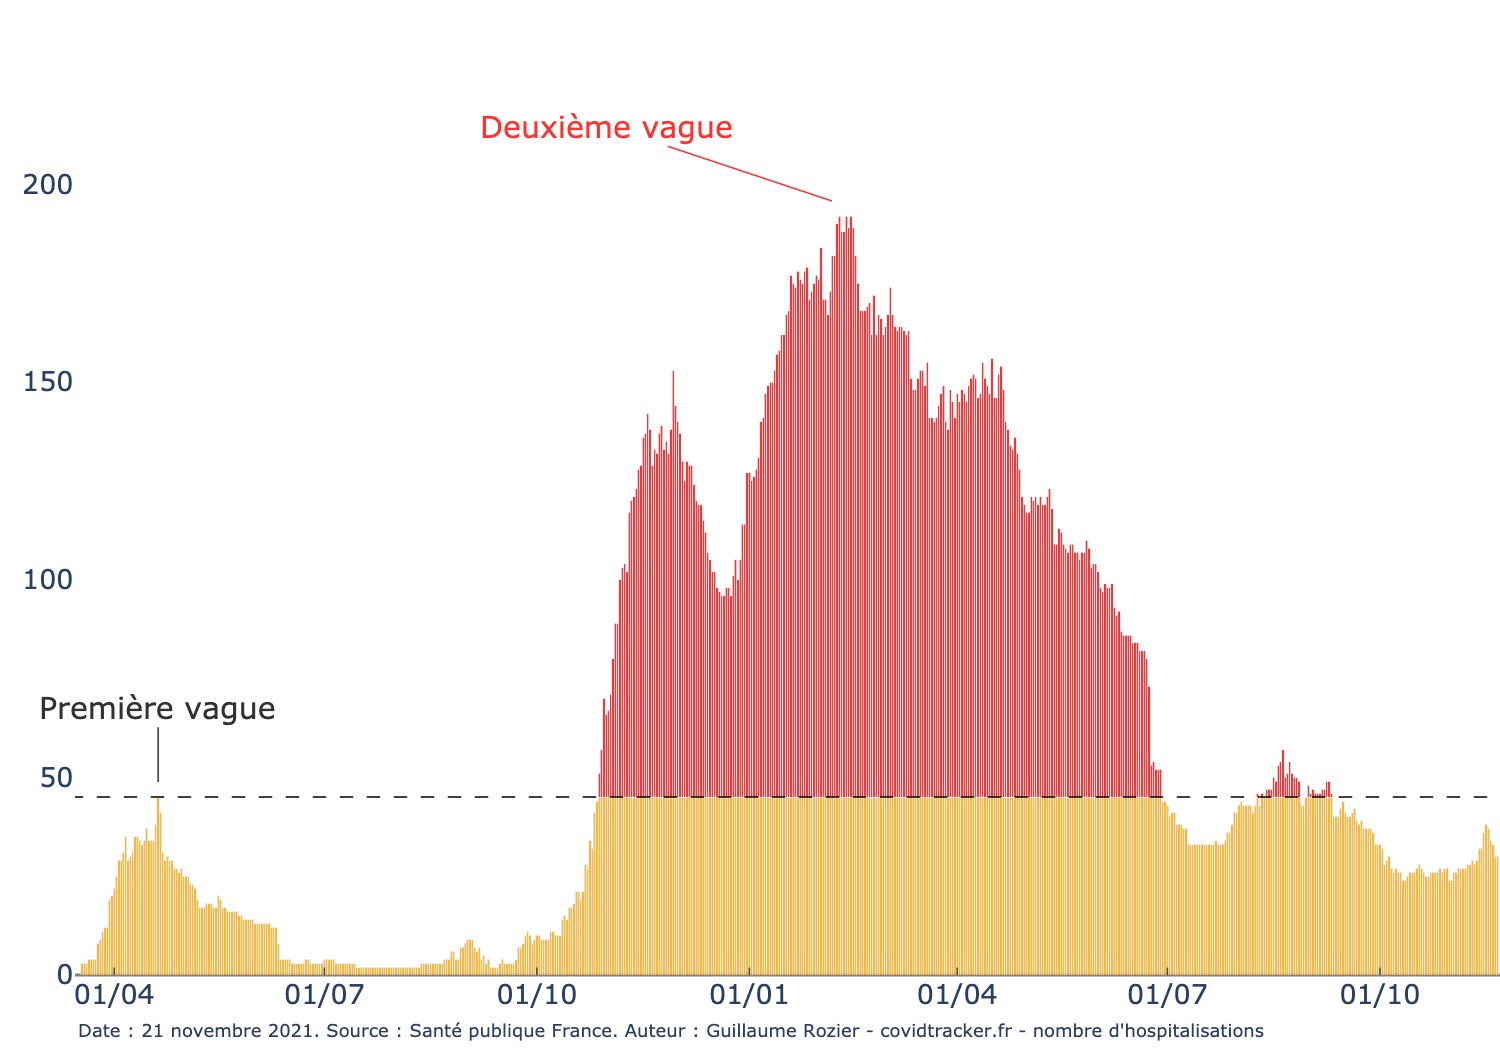 Deuxième vague
200
150
100
Première vague
50
0
01/04 01/07 01/10 01/01 01/04 01/07 01/10
Date : 21 novembre 2021. Source : Santé publique France. Auteur : Guillaume Rozier - covidtracker.fr - nombre d'hospitalisations